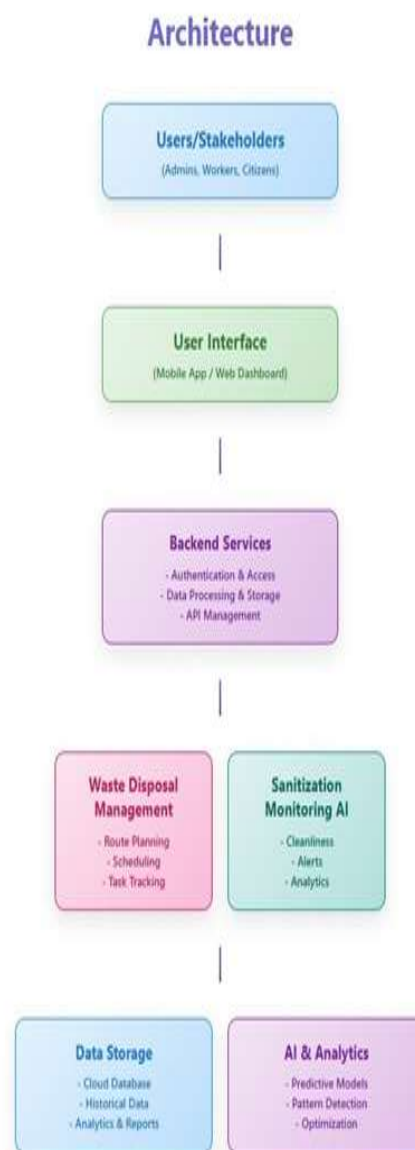 Architecture
Users/Stakeholders
(Admins, Workers, Citizens)
User Interface
(Mobile App / Web Dashboard)
Backend Services
- Authentication & Access
- Data Processing & Storage
- API Management
Waste Disposal
Management
- Route Planning
- Scheduling
- Task Tracking
Sanitization
Monitoring AI
- Cleanliness
- Alerts
- Analytics
Data Storage
- Cloud Database
- Historical Data
- Analytics & Reports
AI & Analytics
- Predictive Models
- Pattern Detection
- Optimization